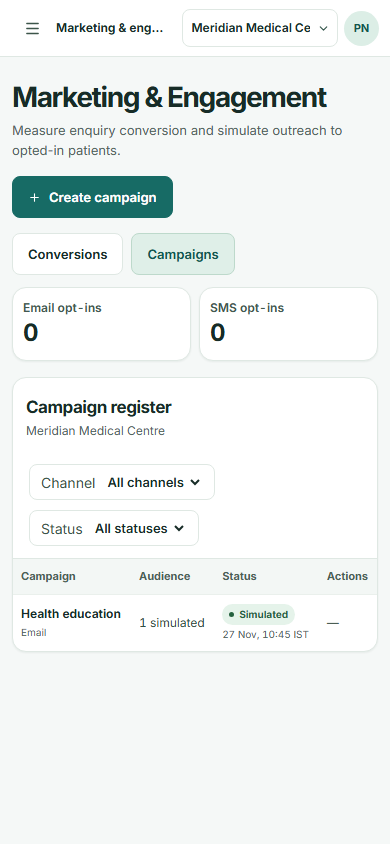 Marketing & eng...
Meridian Medical Ce
PN
Marketing & Engagement
Measure enquiry conversion and simulate outreach to
opted-in patients.
+ Create campaign
Conversions
Campaigns
Email opt-ins
0
SMS opt-ins
0
Campaign register
Meridian Medical Centre
Channel All channels
Status All statuses
Campaign Audience Status Actions
Health education
Email
1 simulated
Simulated
27 Nov, 10:45 IST
—